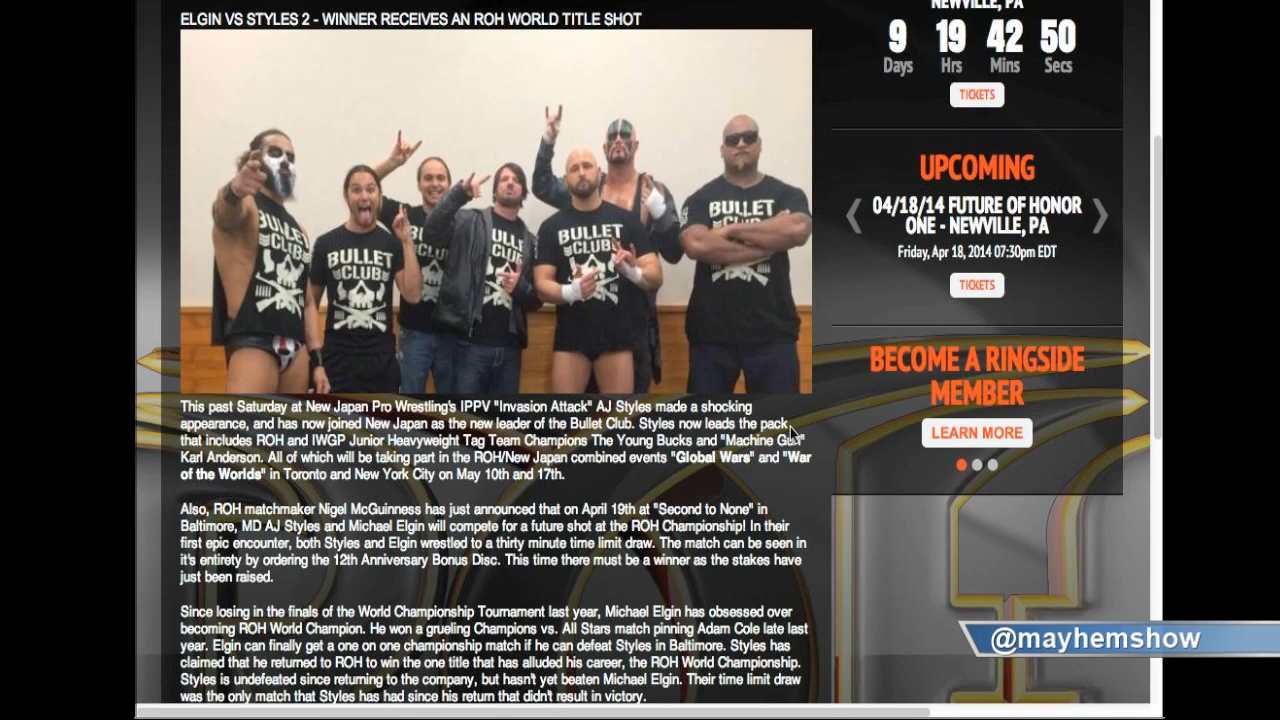 ELGIN VS STYLES 2 - WINNER RECEIVES AN ROH WORLD TITLE SHOT
BULLET CLUB
BULLET CLUB
BULLET CLUB
BULLET CLUB
This past Saturday at New Japan Pro Wrestling's IPPV "Invasion Attack" AJ Styles made a shocking
appearance, and has now joined New Japan as the new leader of the Bullet Club. Styles now leads the pack
that includes ROH and IWGP Junior Heavyweight Tag Team Champions The Young Bucks and "Machine Gun"
Karl Anderson. All of which will be taking part in the ROH/New Japan combined events "Global Wars" and "War
of the Worlds" in Toronto and New York City on May 10th and 17th.
Also, ROH matchmaker Nigel McGuinness has just announced that on April 19th at "Second to None" in
Baltimore, MD AJ Styles and Michael Elgin will compete for a future shot at the ROH Championship! In their
first epic encounter, both Styles and Elgin wrestled to a thirty minute time limit draw. The match can be seen in
it's entirety by ordering the 12th Anniversary Bonus Disc. This time there must be a winner as the stakes have
just been raised.
Since losing in the finals of the World Championship Tournament last year, Michael Elgin has obsessed over
becoming ROH World Champion. He won a grueling Champions vs. All Stars match pinning Adam Cole late last
year. Elgin can finally get a one on one championship match if he can defeat Styles in Baltimore. Styles has
claimed that he returned to ROH to win the one title that has alluded his career, the ROH World Championship.
Styles is undefeated since returning to the company, but hasn't yet beaten Michael Elgin. Their time limit draw
was the only match that Styles has had since his return that didn't result in victory.
NEWVILLE, PA
9 19 42 50
Days Hrs Mins Secs
TICKETS
UPCOMING
04/18/14 FUTURE OF HONOR
ONE - NEWVILLE, PA
Friday, Apr 18, 2014 07:30pm EDT
TICKETS
BECOME A RINGSIDE
MEMBER
LEARN MORE
@mayhemshow